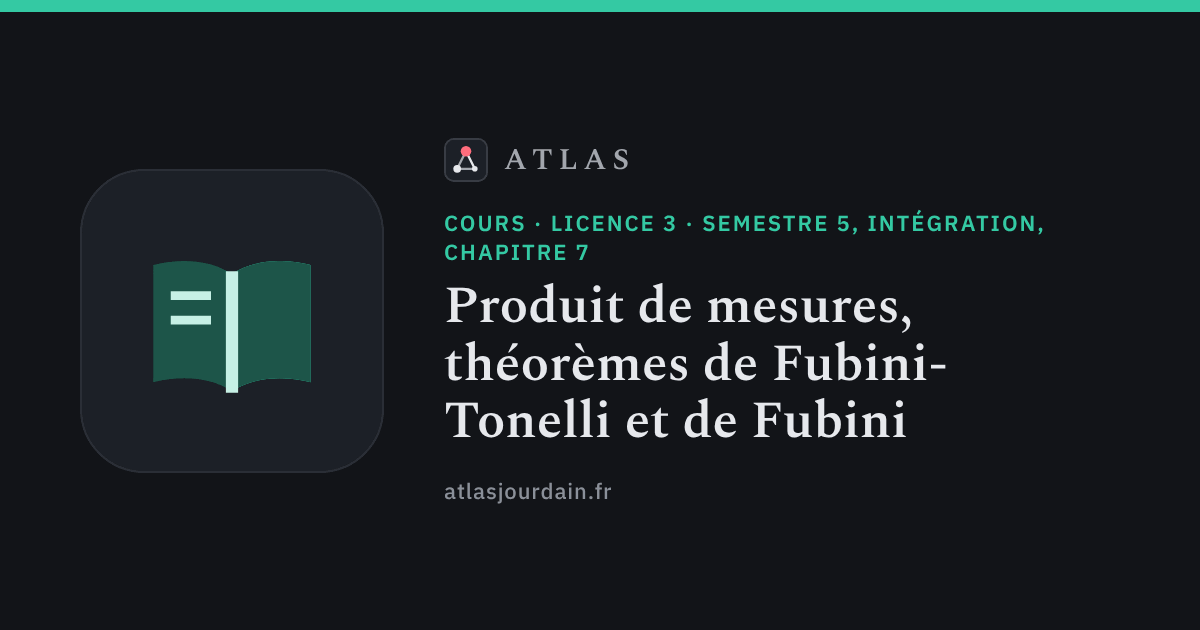 ATLAS
COURS · LICENCE 3 · SEMESTRE 5, INTÉGRATION,
CHAPITRE 7
Produit de mesures,
théorèmes de Fubini-
Tonelli et de Fubini
atlasjourdain.fr